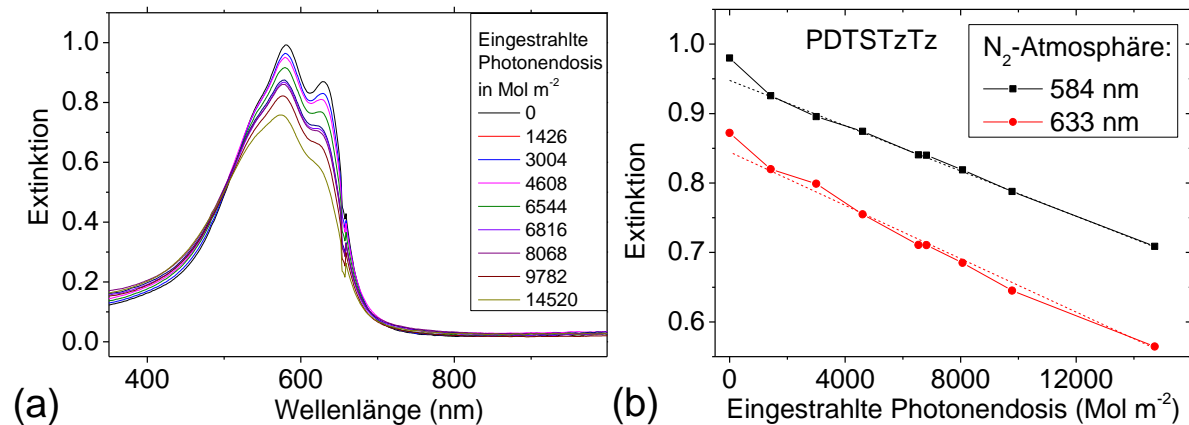 Extinktion
1.0
0.8
0.6
0.4
0.2
0.0
400
600
800
Wellenlänge (nm)
(a)
Eingestrahlte
Photonendosis
in Mol m⁻²
0
1426
3004
4608
6544
6816
8068
9782
14520
Extinktion
1.0
0.9
0.8
0.7
0.6
0
4000
8000
12000
Eingestrahlte Photonendosis (Mol m⁻²)
(b)
PDTSTzTz
N₂-Atmosphäre:
584 nm
633 nm